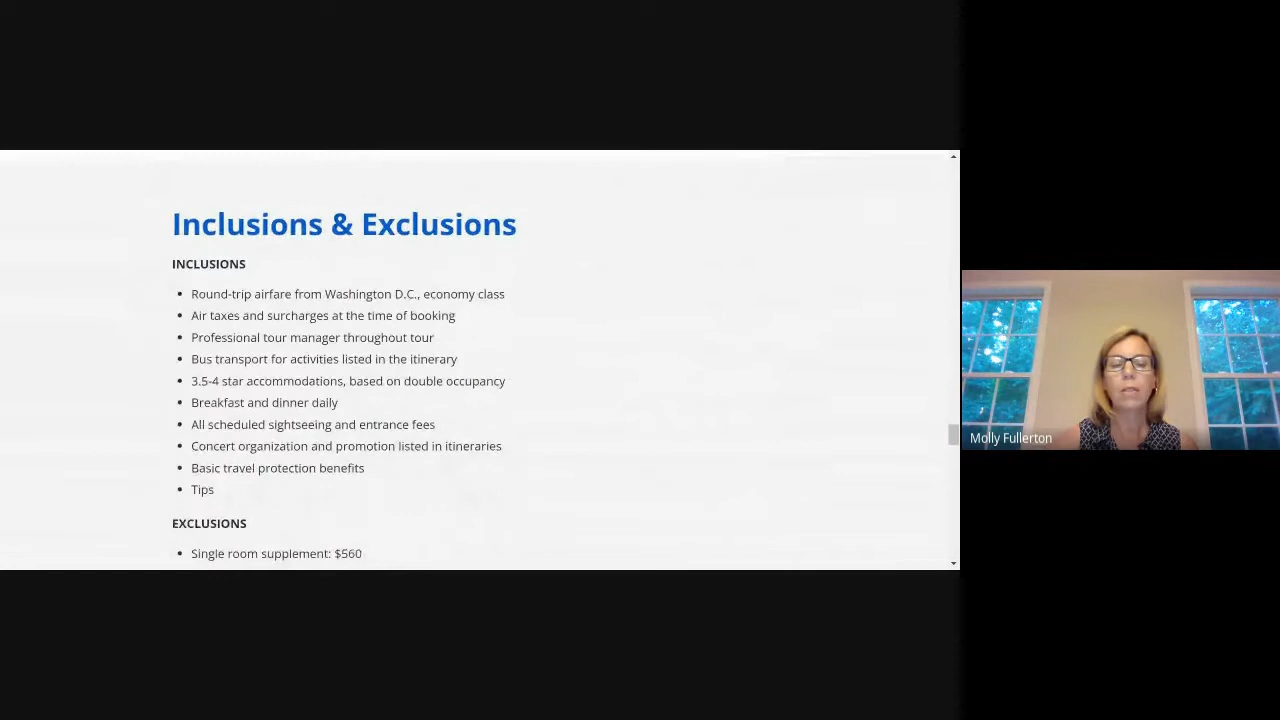 Inclusions & Exclusions
INCLUSIONS
• Round-trip airfare from Washington D.C., economy class
• Air taxes and surcharges at the time of booking
• Professional tour manager throughout tour
• Bus transport for activities listed in the itinerary
• 3.5-4 star accommodations, based on double occupancy
• Breakfast and dinner daily
• All scheduled sightseeing and entrance fees
• Concert organization and promotion listed in itineraries
• Basic travel protection benefits
• Tips
EXCLUSIONS
• Single room supplement: $560
Molly Fullerton